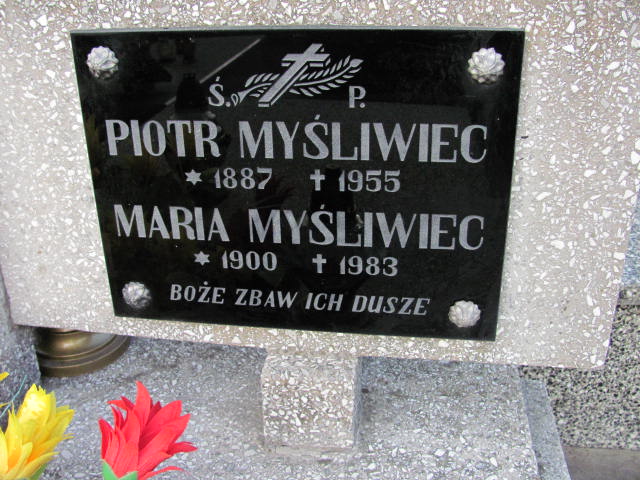 Ś. P.
PIOTR MYŚLIWIEC
* 1887 † 1955
MARIA MYŚLIWIEC
* 1900 † 1983
BOŻE ZBAW ICH DUSZE